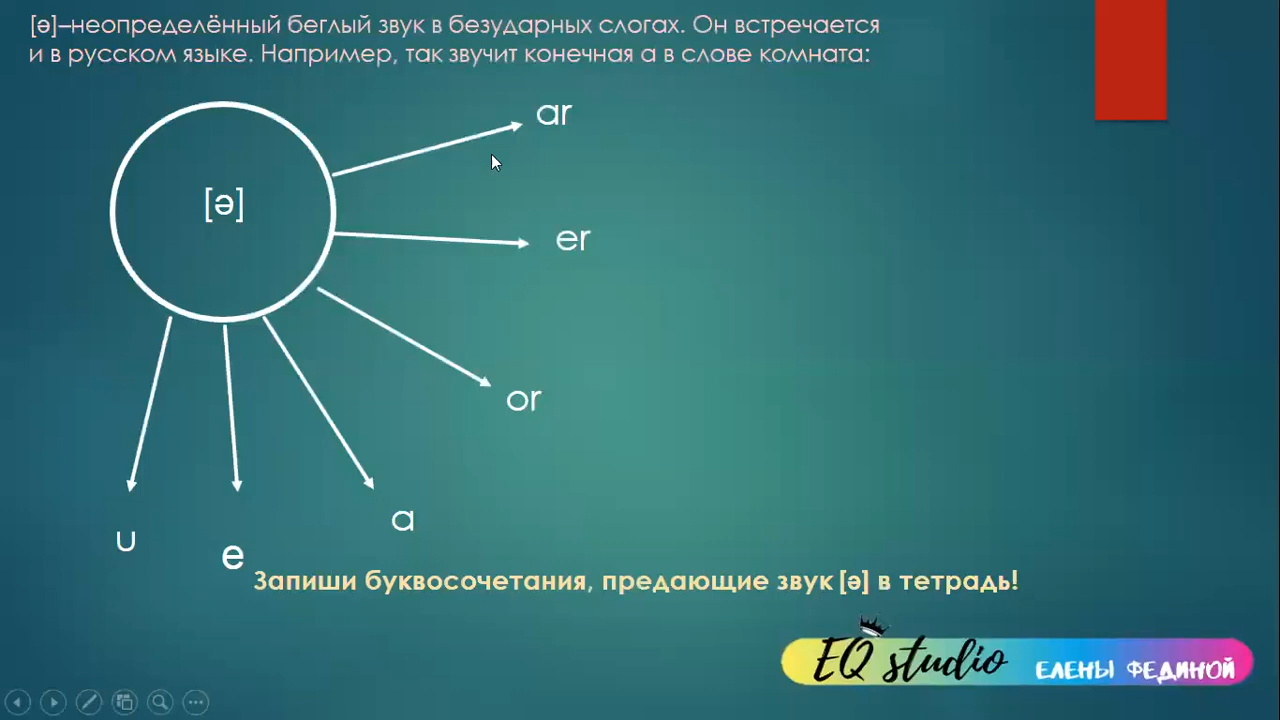 [ə]–неопределённый беглый звук в безударных слогах. Он встречается
и в русском языке. Например, так звучит конечная а в слове комната:
ar
[ə]
er
or
a
u
e
Запиши буквосочетания, предающие звук [ə] в тетрадь!
EQ studio ЕЛЕНЫ ФЕДИНОЙ